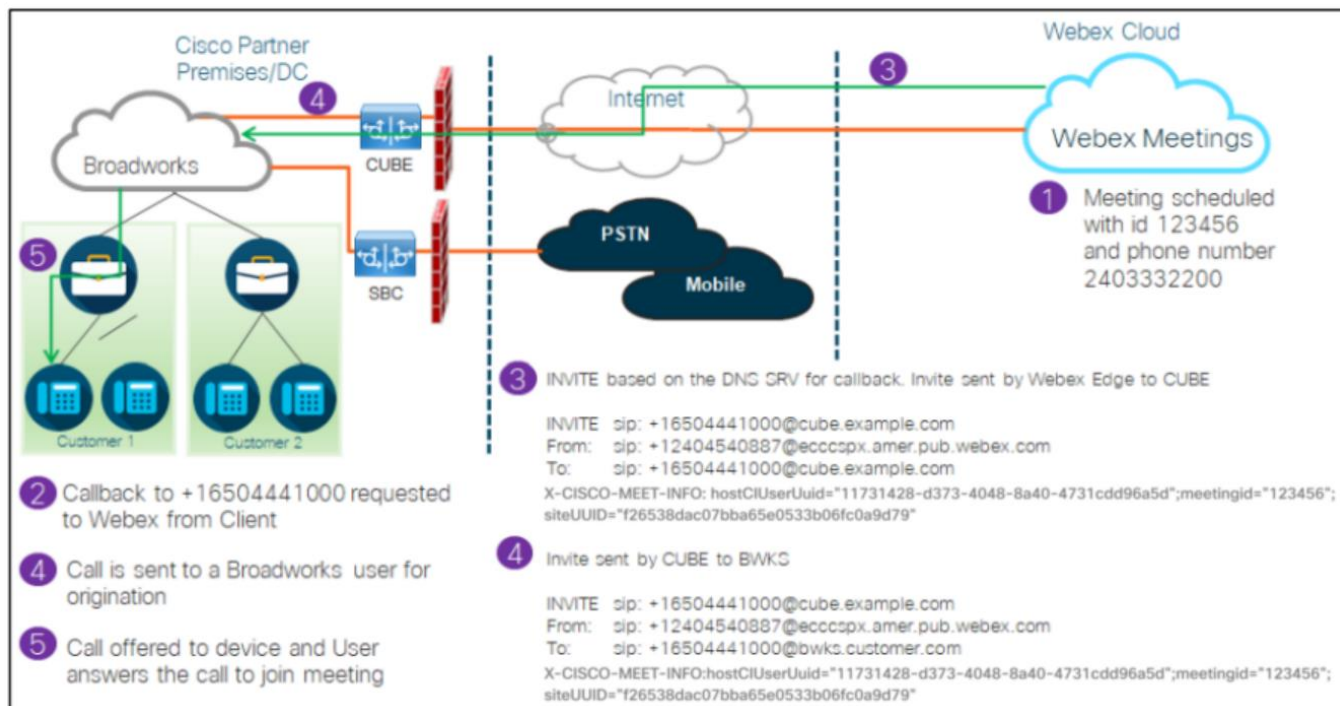 Cisco Partner
Premises/DC
Webex Cloud
4
3
Internet
Broadworks
CUBE
Webex Meetings
1 Meeting scheduled
with id 123456
and phone number
2403332200
5
SBC
PSTN
Mobile
Customer 1
Customer 2
3 INVITE based on the DNS SRV for callback. Invite sent by Webex Edge to CUBE
INVITE sip: +16504441000@cube.example.com
From: sip: +12404540887@ecccspx.amer.pub.webex.com
To: sip: +16504441000@cube.example.com
X-CISCO-MEET-INFO: hostCIUserUuid="11731428-d373-4048-8a40-4731cdd96a5d";meetingid="123456";
siteUUID="f26538dac07bba65e0533b06fc0a9d79"
2 Callback to +16504441000 requested
to Webex from Client
4 Call is sent to a Broadworks user for
origination
5 Call offered to device and User
answers the call to join meeting
4 Invite sent by CUBE to BWKS
INVITE sip: +16504441000@cube.example.com
From: sip: +12404540887@ecccspx.amer.pub.webex.com
To: sip: +16504441000@bwks.customer.com
X-CISCO-MEET-INFO:hostCIUserUuid="11731428-d373-4048-8a40-4731cdd96a5d";meetingid="123456";
siteUUID="f26538dac07bba65e0533b06fc0a9d79"